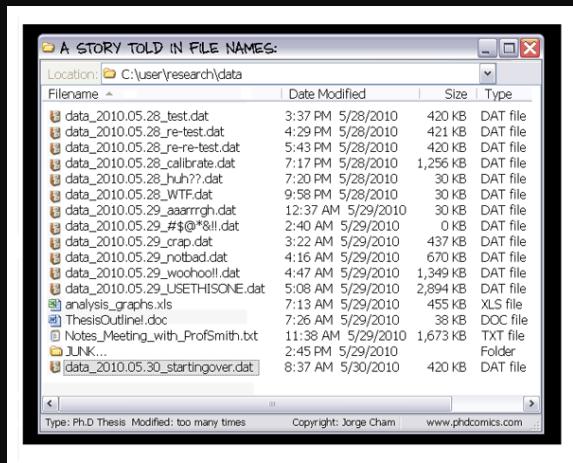 A STORY TOLD IN FILE NAMES:
Location: C:\user\research\data
Filename Date Modified Size Type
data_2010.05.28_test.dat 3:37 PM 5/28/2010 420 KB DAT file
data_2010.05.28_re-test.dat 4:29 PM 5/28/2010 421 KB DAT file
data_2010.05.28_re-re-test.dat 5:43 PM 5/28/2010 420 KB DAT file
data_2010.05.28_calibrate.dat 7:17 PM 5/28/2010 1,256 KB DAT file
data_2010.05.28_huh??.dat 7:20 PM 5/28/2010 30 KB DAT file
data_2010.05.28_WTF.dat 9:58 PM 5/28/2010 30 KB DAT file
data_2010.05.29_aaarrrgh.dat 12:37 AM 5/29/2010 30 KB DAT file
data_2010.05.29_#$@*&!!.dat 2:40 AM 5/29/2010 0 KB DAT file
data_2010.05.29_crap.dat 3:22 AM 5/29/2010 437 KB DAT file
data_2010.05.29_notbad.dat 4:16 AM 5/29/2010 670 KB DAT file
data_2010.05.29_woohoo!!.dat 4:47 AM 5/29/2010 1,349 KB DAT file
data_2010.05.29_USETHISONE.dat 5:08 AM 5/29/2010 2,894 KB DAT file
analysis_graphs.xls 7:13 AM 5/29/2010 455 KB XLS file
ThesisOutline!.doc 7:26 AM 5/29/2010 38 KB DOC file
Notes_Meeting_with_ProfSmith.txt 11:38 AM 5/29/2010 1,673 KB TXT file
JUNK... 2:45 PM 5/29/2010 Folder
data_2010.05.30_startingover.dat 8:37 AM 5/30/2010 420 KB DAT file
Type: Ph.D Thesis Modified: too many times Copyright: Jorge Cham www.phdcomics.com